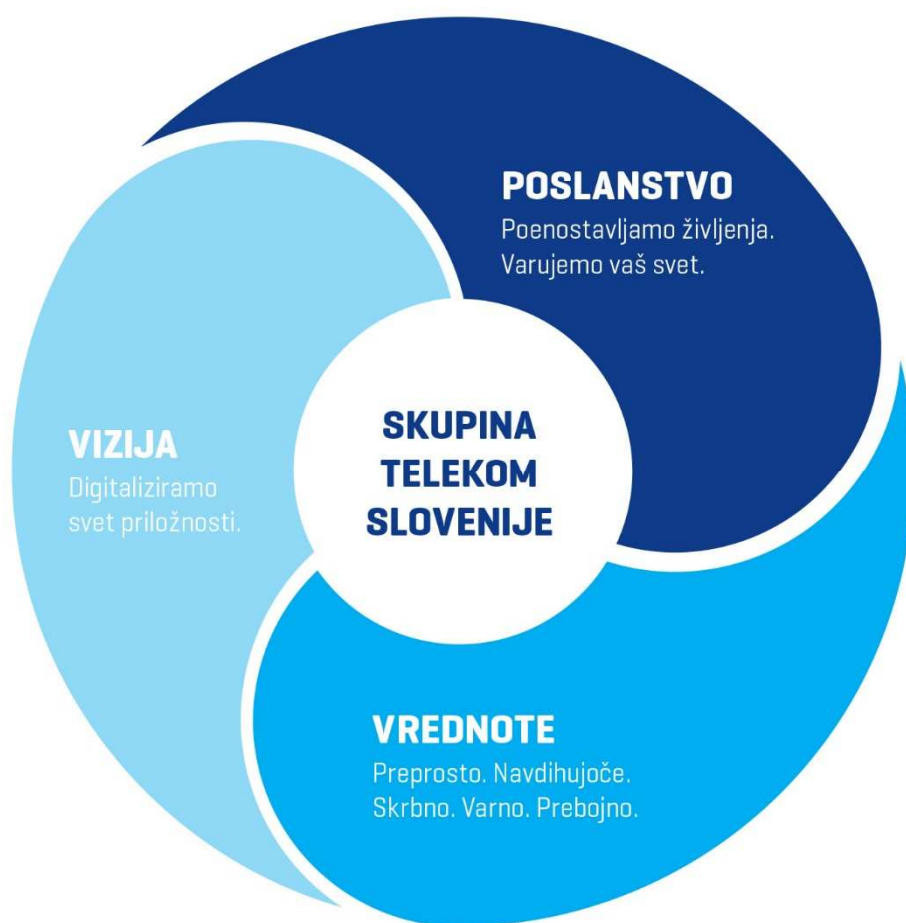 POSLANSTVO
Poenostavljamo življenja.
Varujemo vaš svet.
VIZIJA
Digitaliziramo
svet priložnosti.
SKUPINA
TELEKOM
SLOVENIJE
VREDNOTE
Preprosto. Navdihujoče.
Skrbno. Varno. Prebojno.